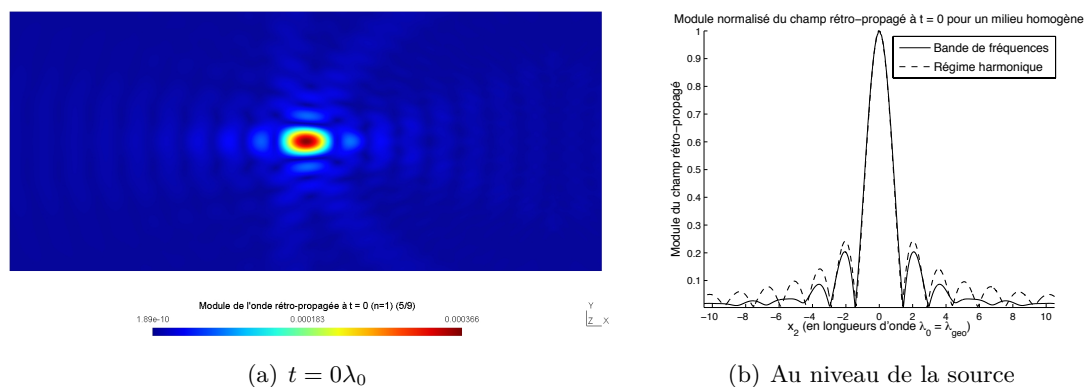 Module de l'onde rétro-propagée à t = 0 (n=1) (5/9)
1.89e-10 0.000183 0.000366
Y
Z X
(a) t = 0λ₀
Module normalisé du champ rétro-propagé à t = 0 pour un milieu homogène
Bande de fréquences
Régime harmonique
Module du champ rétro-propagé
1
0.9
0.8
0.7
0.6
0.5
0.4
0.3
0.2
0.1
−10 −8 −6 −4 −2 0 2 4 6 8 10
x₂ (en longueurs d'onde λ₀ = λgeo)
(b) Au niveau de la source